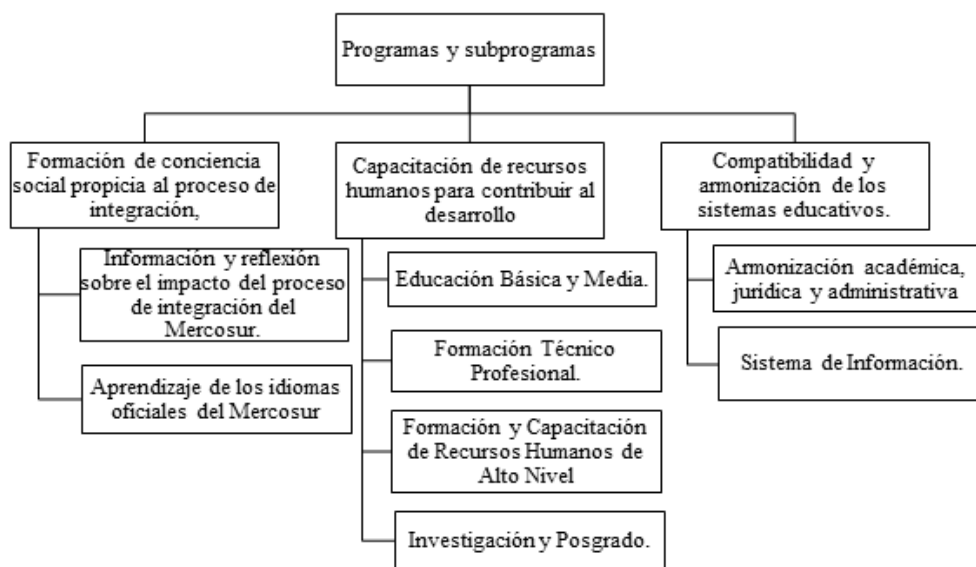 Programas y subprogramas
Formación de conciencia
social propicia al proceso de
integración,
Información y reflexión
sobre el impacto del proceso
de integración del
Mercosur.
Aprendizaje de los idiomas
oficiales del Mercosur
Capacitación de recursos
humanos para contribuir al
desarrollo
Educación Básica y Media.
Formación Técnico
Profesional.
Formación y Capacitación
de Recursos Humanos de
Alto Nivel
Investigación y Posgrado.
Compatibilidad y
armonización de los
sistemas educativos.
Armonización académica,
jurídica y administrativa
Sistema de Información.